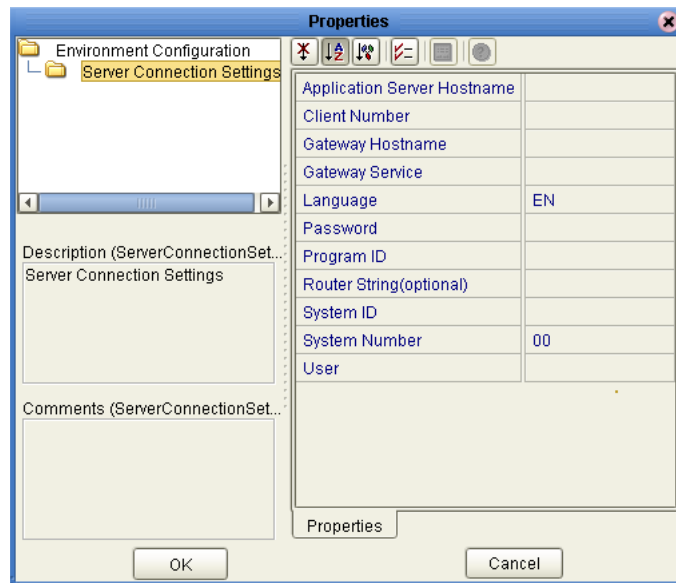 Properties
Environment Configuration
Server Connection Settings
Description (ServerConnectionSet...
Server Connection Settings
Comments (ServerConnectionSet...
Application Server Hostname
Client Number
Gateway Hostname
Gateway Service
Language EN
Password
Program ID
Router String(optional)
System ID
System Number 00
User
Properties
OK
Cancel